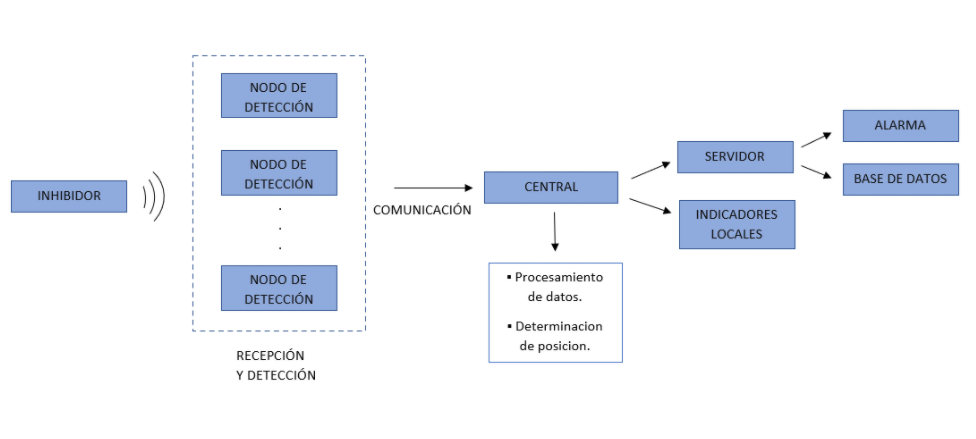 INHIBIDOR
NODO DE
DETECCIÓN
NODO DE
DETECCIÓN
.
.
.
NODO DE
DETECCIÓN
RECEPCIÓN
Y DETECCIÓN
COMUNICACIÓN
CENTRAL
▪ Procesamiento
de datos.
▪ Determinacion
de posicion.
SERVIDOR
INDICADORES
LOCALES
ALARMA
BASE DE DATOS